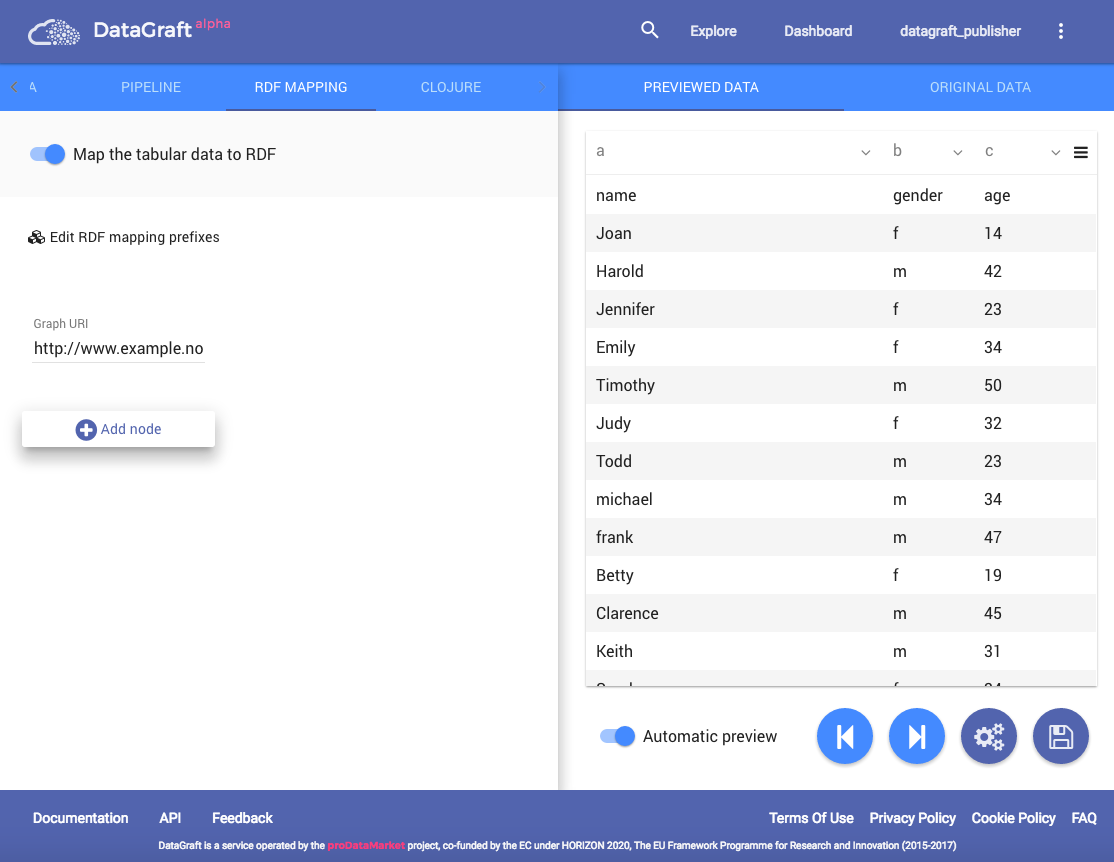 DataGraft alpha
Explore Dashboard datagraft_publisher
A PIPELINE RDF MAPPING CLOJURE PREVIEWED DATA ORIGINAL DATA
Map the tabular data to RDF
Edit RDF mapping prefixes
Graph URI
http://www.example.no
Add node
a b c
name gender age
Joan f 14
Harold m 42
Jennifer f 23
Emily f 34
Timothy m 50
Judy f 32
Todd m 23
michael m 34
frank m 47
Betty f 19
Clarence m 45
Keith m 31
Automatic preview
Documentation API Feedback Terms Of Use Privacy Policy Cookie Policy FAQ
DataGraft is a service operated by the proDataMarket project, co-funded by the EC under HORIZON 2020, The EU Framework Programme for Research and Innovation (2015-2017)